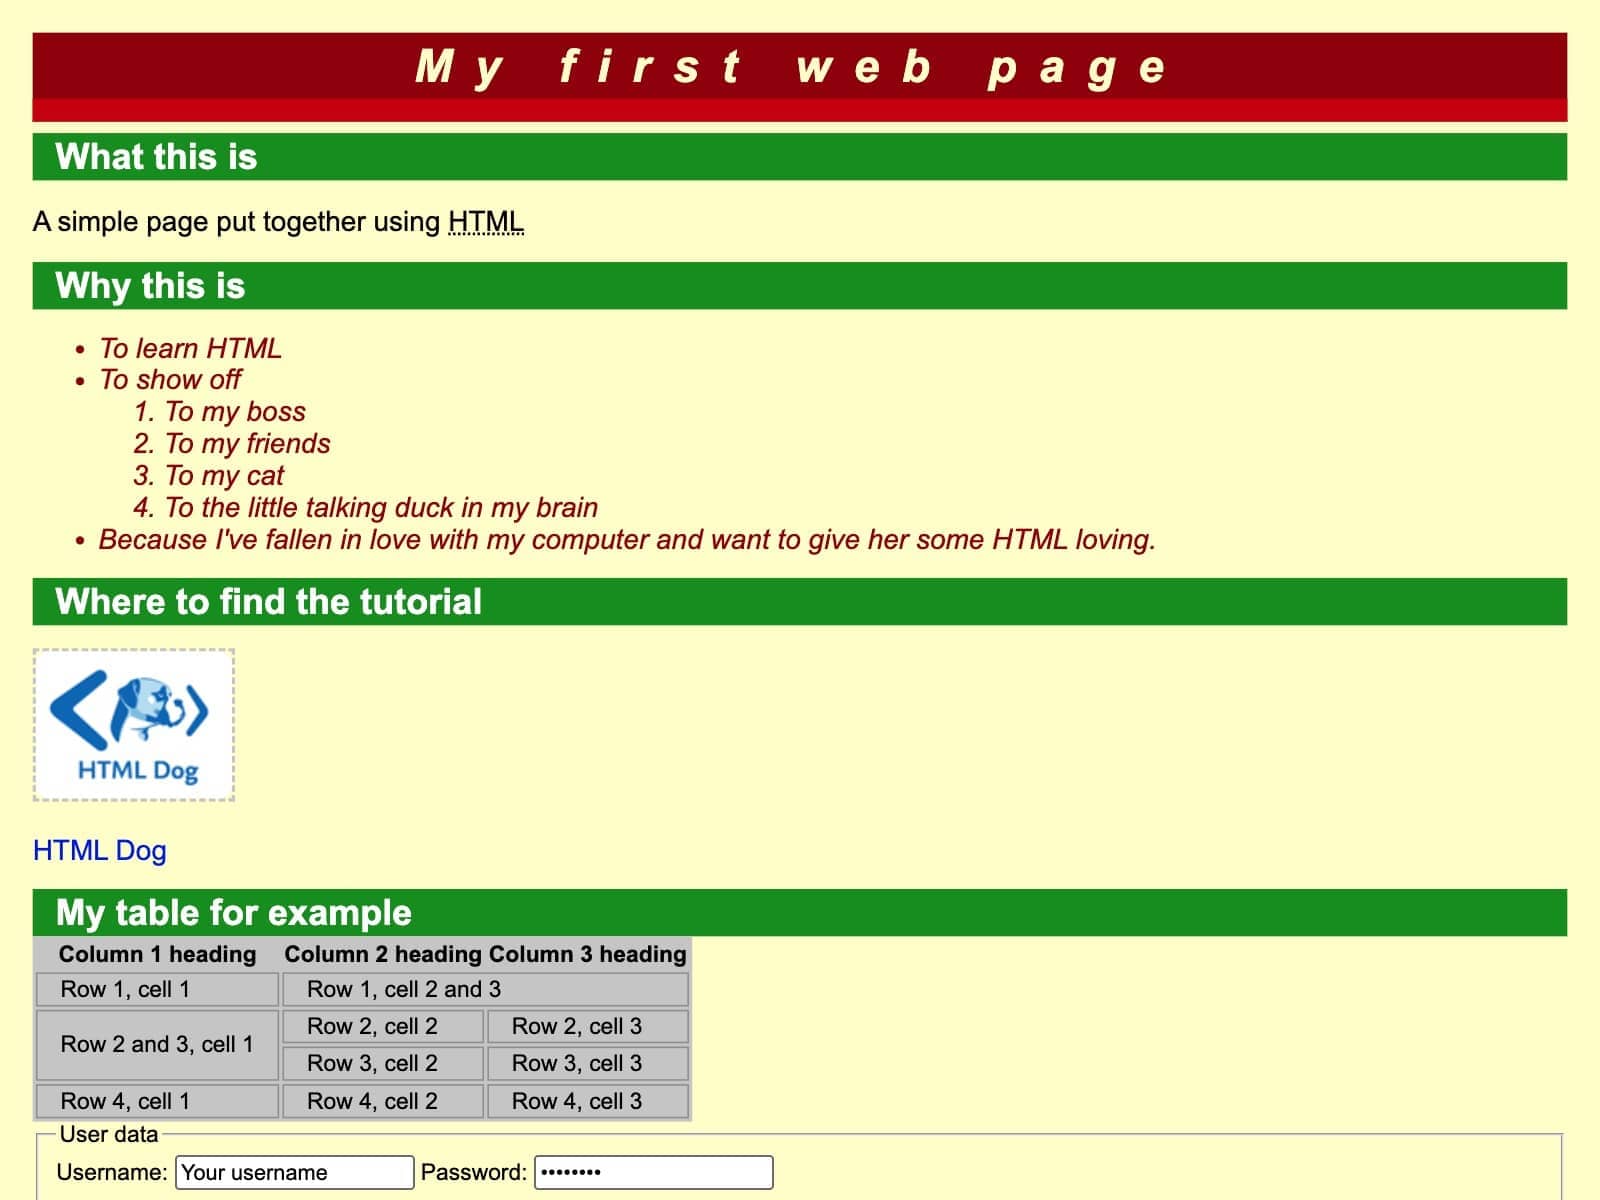 My first web page
What this is
A simple page put together using HTML
Why this is
• To learn HTML
• To show off
1. To my boss
2. To my friends
3. To my cat
4. To the little talking duck in my brain
• Because I've fallen in love with my computer and want to give her some HTML loving.
Where to find the tutorial
HTML Dog
HTML Dog
My table for example
Column 1 heading Column 2 heading Column 3 heading
Row 1, cell 1 Row 1, cell 2 and 3
Row 2 and 3, cell 1 Row 2, cell 2 Row 2, cell 3
Row 3, cell 2 Row 3, cell 3
Row 4, cell 1 Row 4, cell 2 Row 4, cell 3
User data
Username: Your username Password: ••••••••